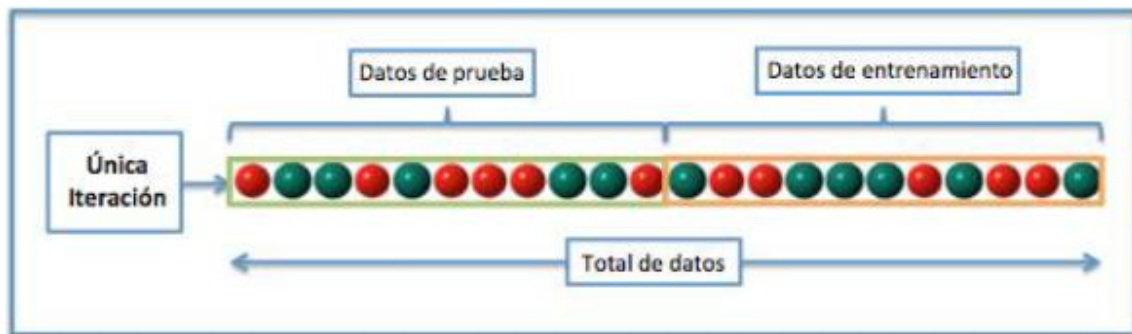 Datos de prueba
Datos de entrenamiento
Única
Iteración
Total de datos